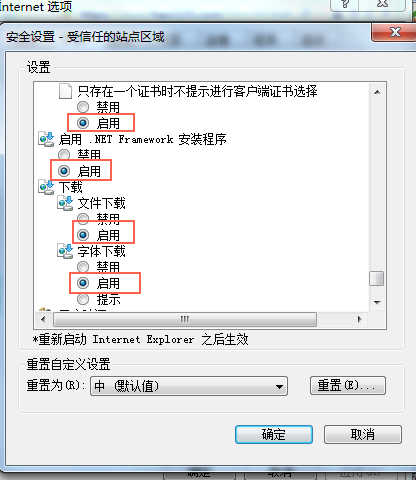 Internet 选项
安全设置 - 受信任的站点区域
设置
只存在一个证书时不提示进行客户端证书选择
禁用
启用
启用 .NET Framework 安装程序
禁用
启用
下载
文件下载
禁用
启用
字体下载
禁用
启用
提示
*重新启动 Internet Explorer 之后生效
重置自定义设置
重置为(R):
中 (默认值)
重置(E)...
确定
取消